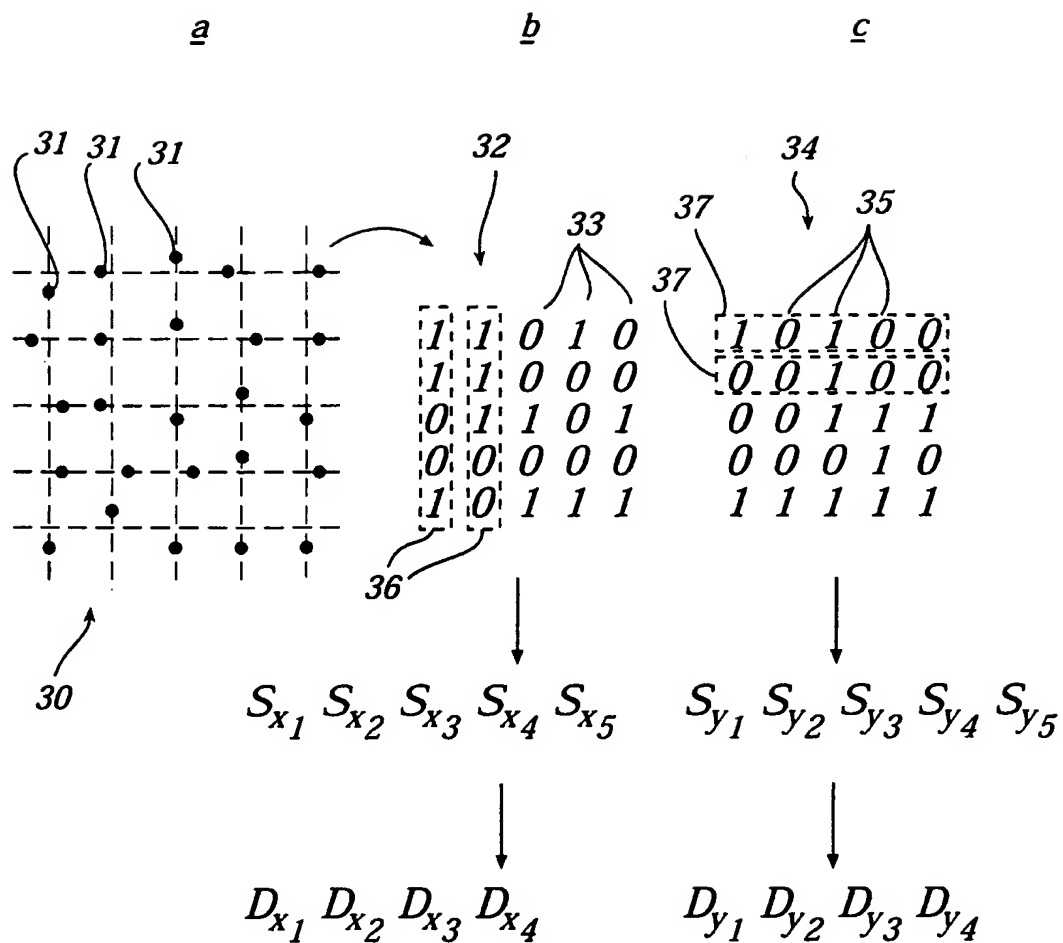 a b c
31 31 31 32 34
33 37 35
37
1 1 0 1 0 1 0 1 0 0
1 1 0 0 0 0 0 1 0 0
0 1 1 0 1 0 0 1 1 1
0 0 0 0 0 0 0 0 1 0
1 0 1 1 1 1 1 1 1 1
36
30
Sx1 Sx2 Sx3 Sx4 Sx5 Sy1 Sy2 Sy3 Sy4 Sy5
Dx1 Dx2 Dx3 Dx4 Dy1 Dy2 Dy3 Dy4